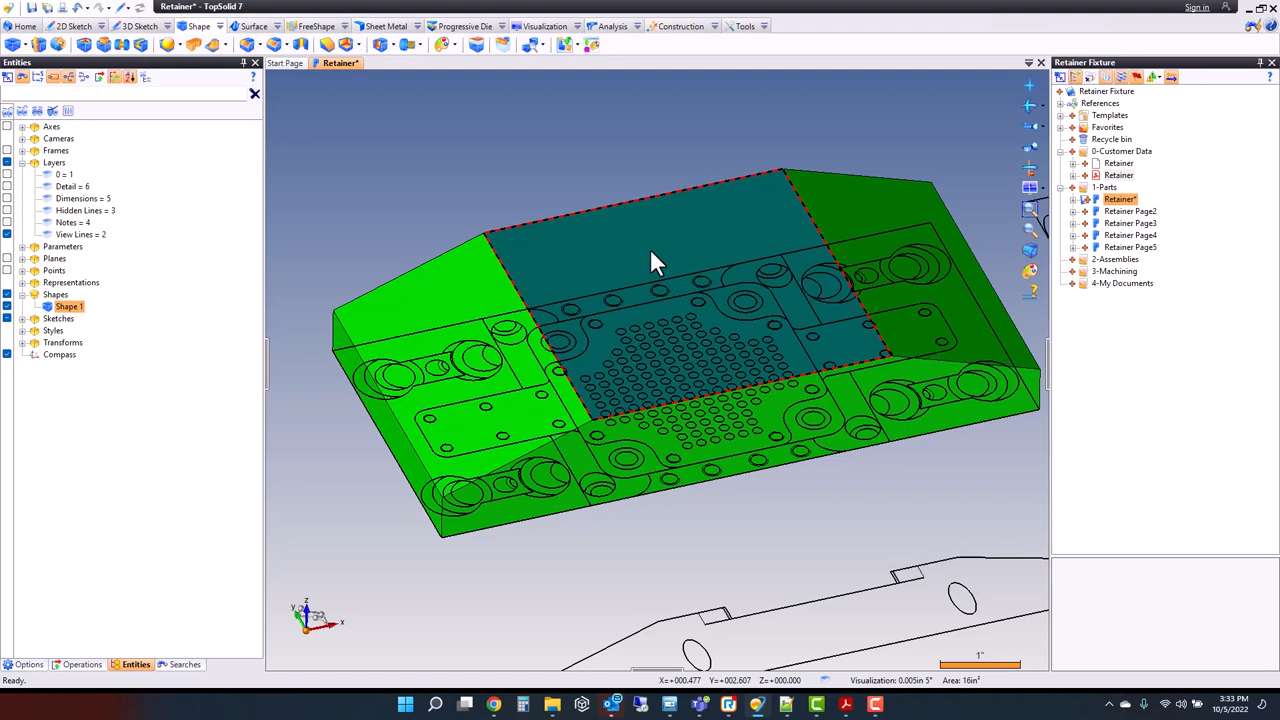 Retainer* - TopSolid 7
Sign in
Home
2D Sketch
3D Sketch
Shape
Surface
FreeShape
Sheet Metal
Progressive Die
Visualization
Analysis
Construction
Tools
Entities
Start Page
Retainer*
Retainer Fixture
Axes
Cameras
Frames
Layers
0 = 1
Detail = 6
Dimensions = 5
Hidden Lines = 3
Notes = 4
View Lines = 2
Parameters
Planes
Points
Representations
Shapes
Shape 1
Sketches
Styles
Transforms
Compass
Retainer Fixture
References
Templates
Favorites
Recycle bin
0-Customer Data
Retainer
Retainer
1-Parts
Retainer*
Retainer Page2
Retainer Page3
Retainer Page4
Retainer Page5
2-Assemblies
3-Machining
4-My Documents
z
y
x
1"
Options
Operations
Entities
Searches
Ready.
X=+000.477 Y=+002.607 Z=+000.000
Visualization: 0.005in 5° Area: 16in²
3:33 PM
10/5/2022